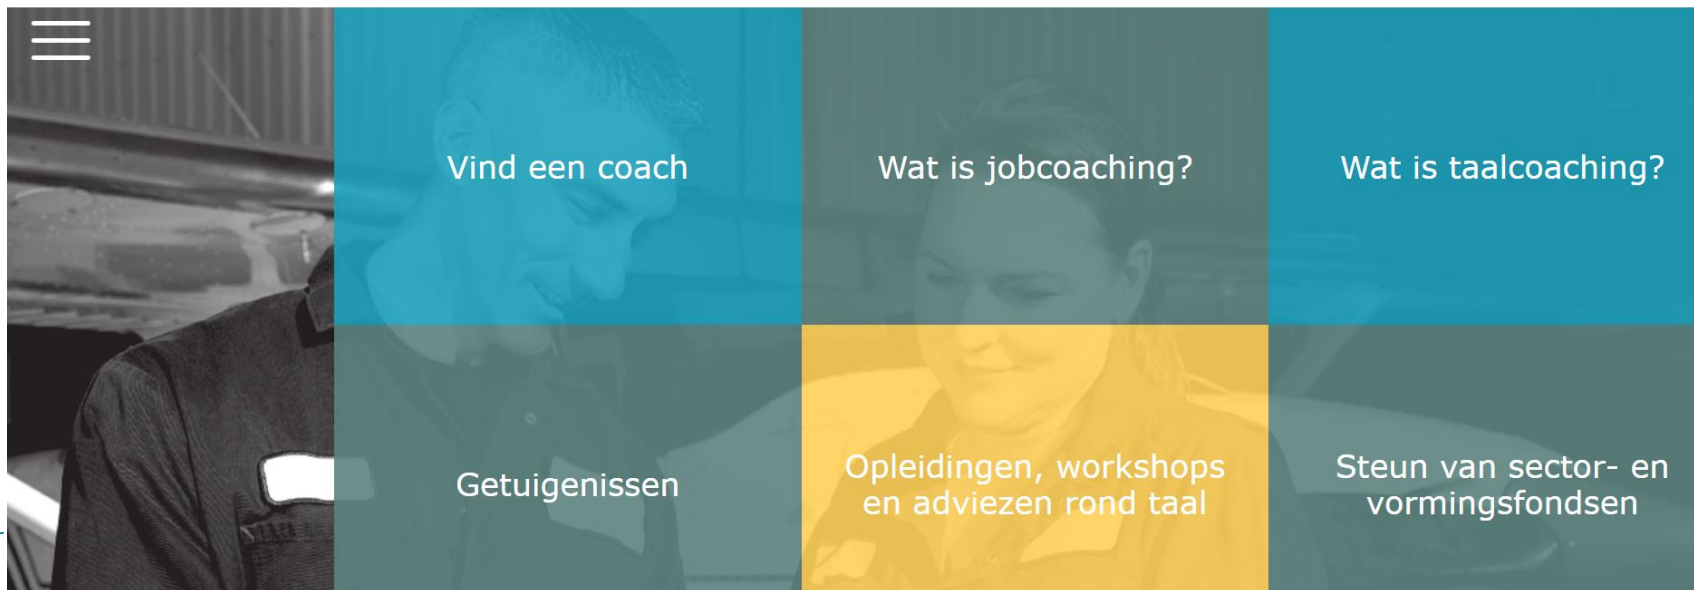 Vind een coach
Wat is jobcoaching?
Wat is taalcoaching?
Getuigenissen
Opleidingen, workshops
en adviezen rond taal
Steun van sector- en
vormingsfondsen